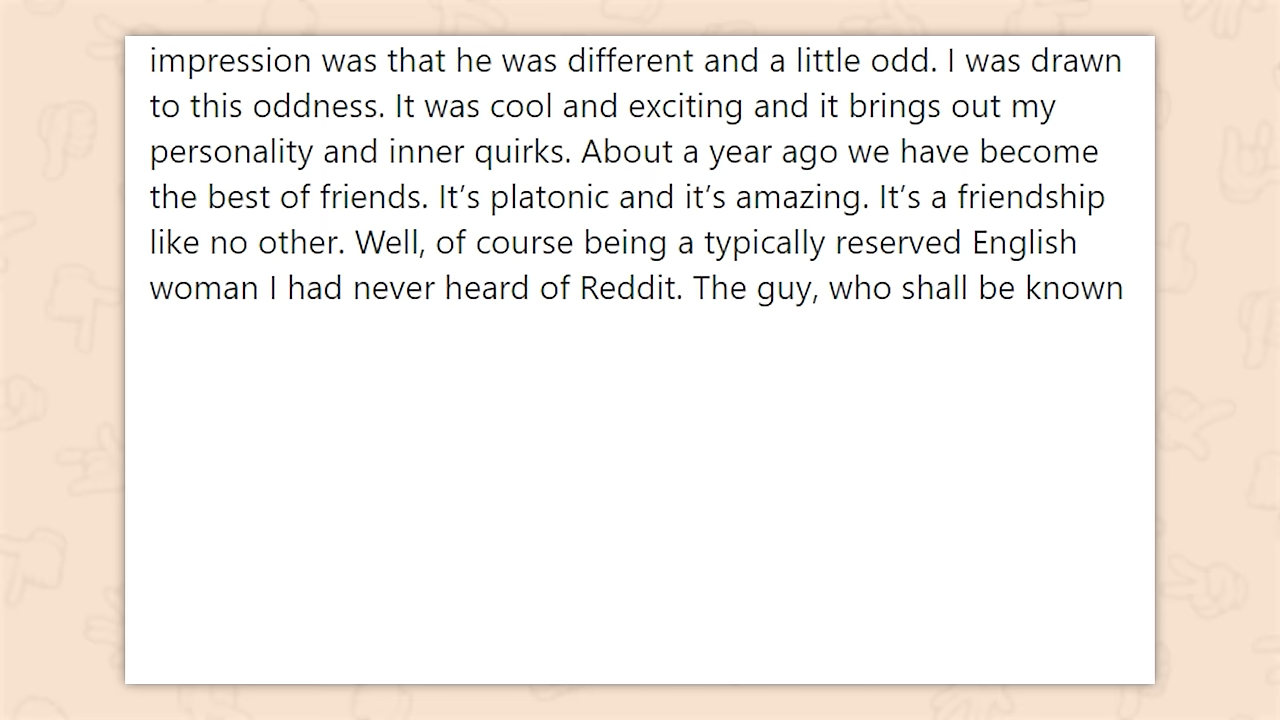 impression was that he was different and a little odd. I was drawn
to this oddness. It was cool and exciting and it brings out my
personality and inner quirks. About a year ago we have become
the best of friends. It’s platonic and it’s amazing. It’s a friendship
like no other. Well, of course being a typically reserved English
woman I had never heard of Reddit. The guy, who shall be known